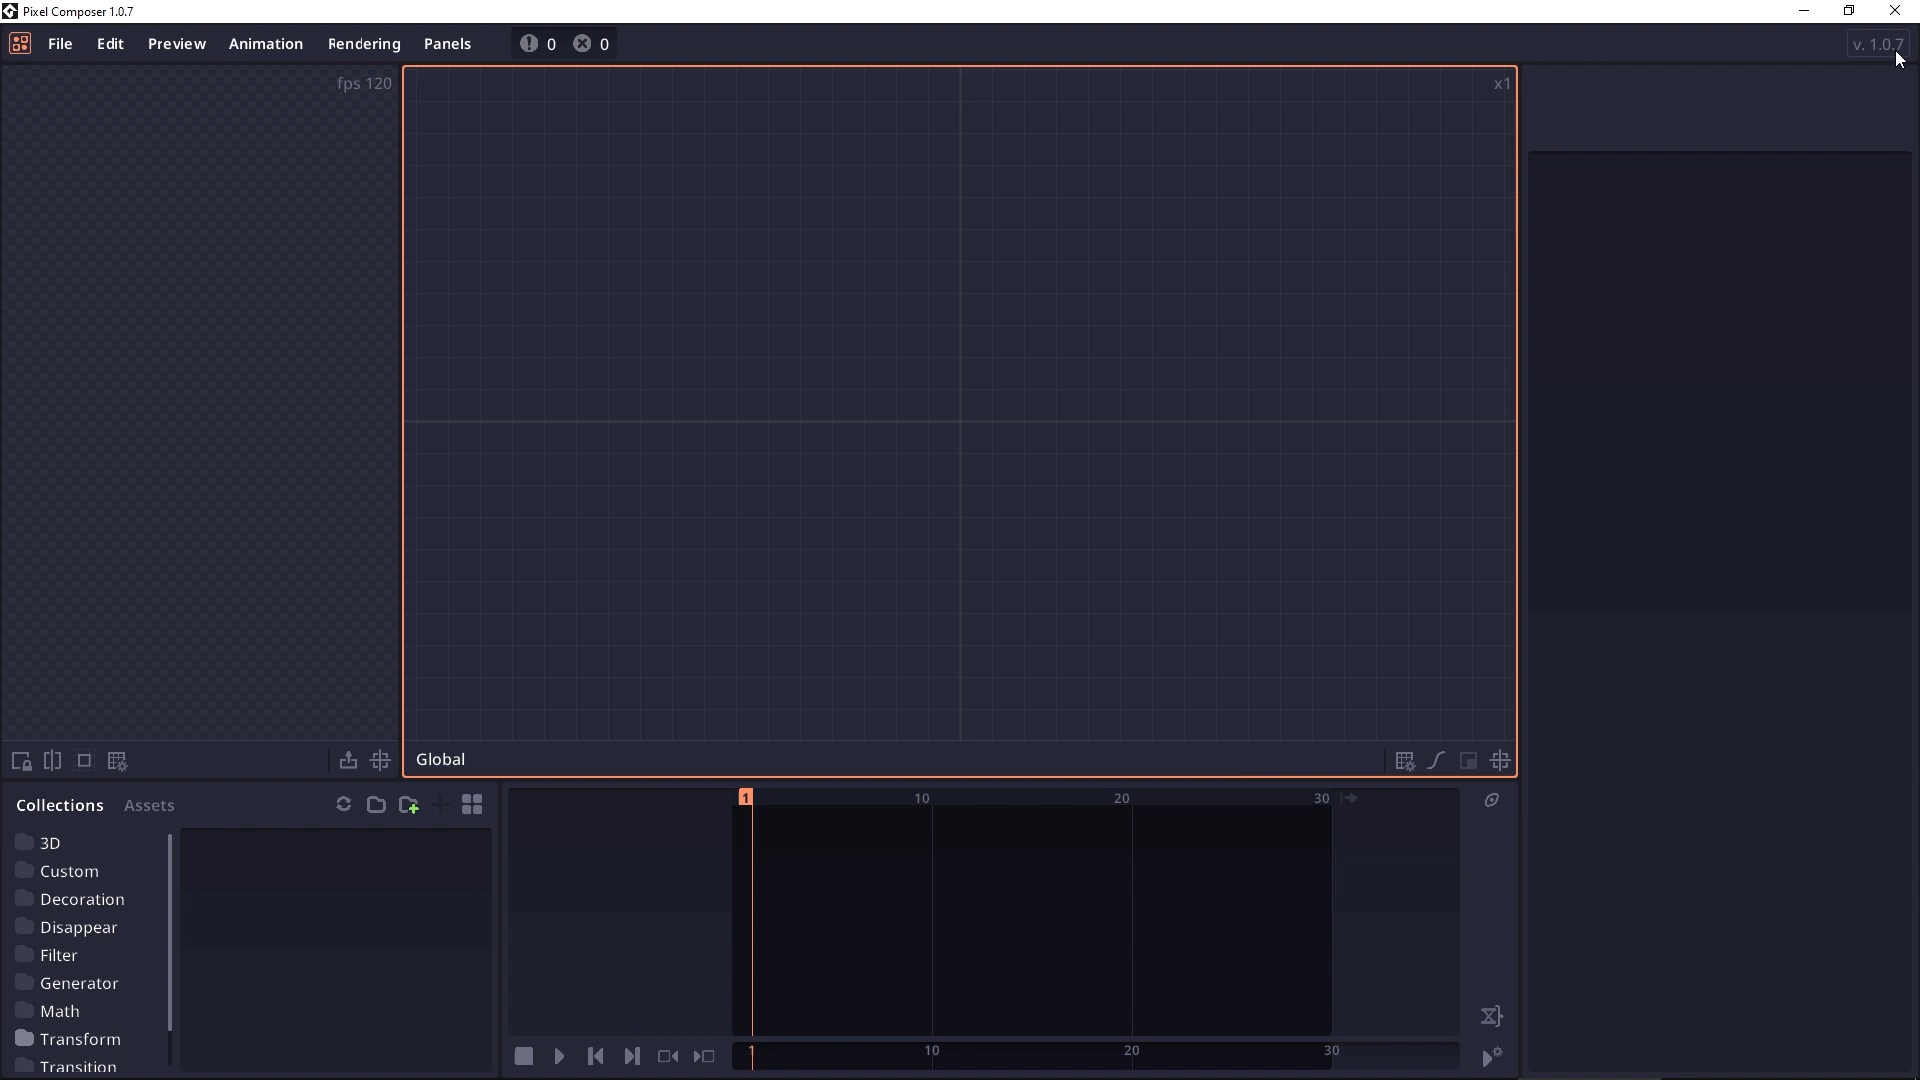 Pixel Composer 1.0.7
File Edit Preview Animation Rendering Panels 0 0 v. 1.0.7
fps 120
x1
Global
Collections Assets
3D
Custom
Decoration
Disappear
Filter
Generator
Math
Transform
Transition
1 10 20 30
1 10 20 30